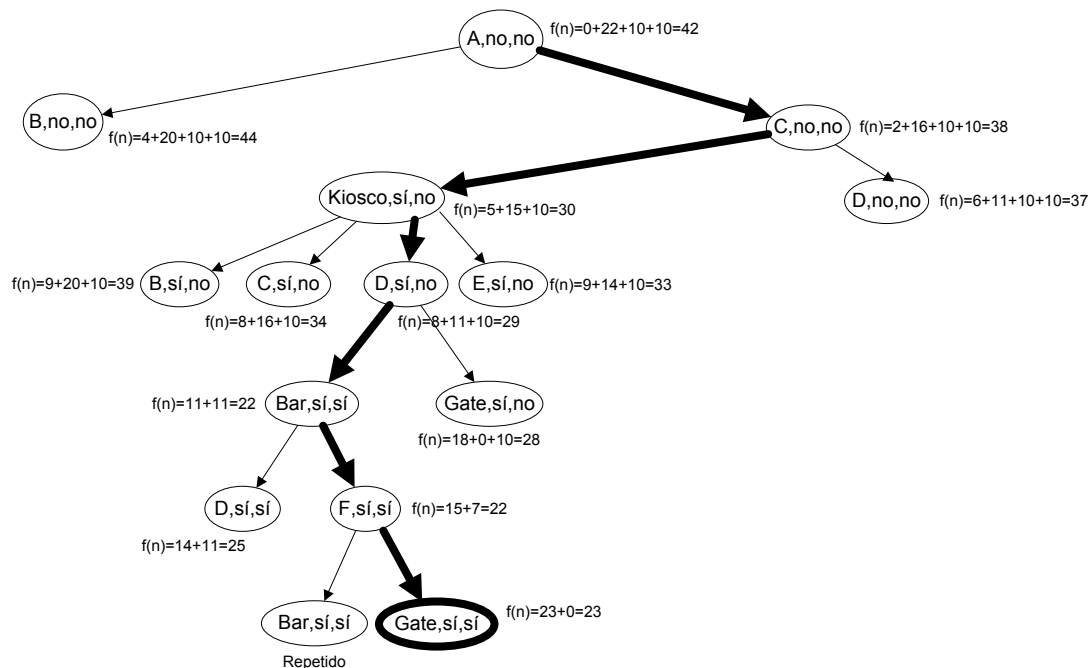 A,no,no
f(n)=0+22+10+10=42
B,no,no
f(n)=4+20+10+10=44
C,no,no
f(n)=2+16+10+10=38
Kiosco,sí,no
f(n)=5+15+10=30
D,no,no
f(n)=6+11+10+10=37
f(n)=9+20+10=39
B,sí,no
C,sí,no
f(n)=8+16+10=34
D,sí,no
f(n)=8+11+10=29
E,sí,no
f(n)=9+14+10=33
f(n)=11+11=22
Bar,sí,sí
Gate,sí,no
f(n)=18+0+10=28
D,sí,sí
f(n)=14+11=25
F,sí,sí
f(n)=15+7=22
Bar,sí,sí
Repetido
Gate,sí,sí
f(n)=23+0=23